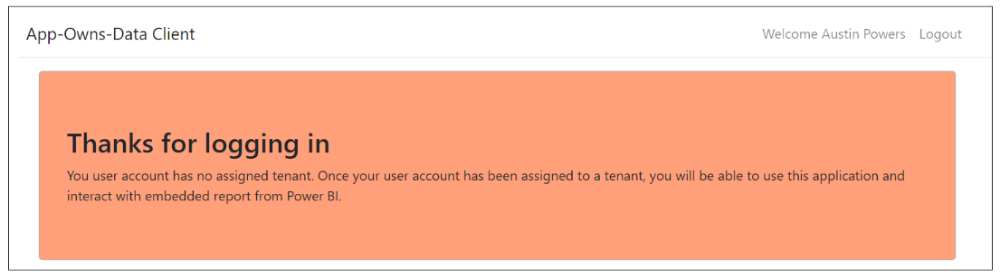 App-Owns-Data Client
Welcome Austin Powers Logout
Thanks for logging in
You user account has no assigned tenant. Once your user account has been assigned to a tenant, you will be able to use this application and
interact with embedded report from Power BI.